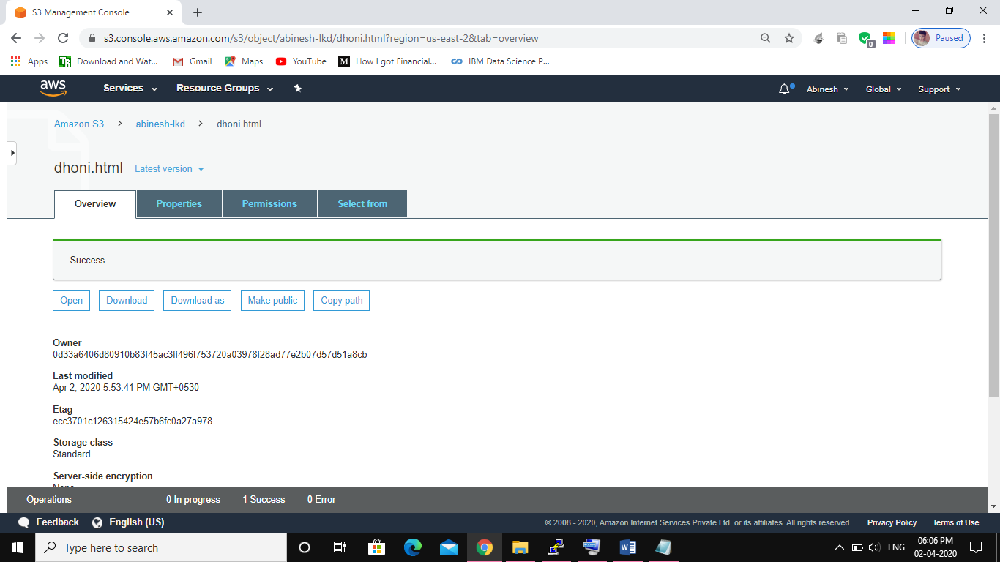 S3 Management Console
s3.console.aws.amazon.com/s3/object/abinesh-lkd/dhoni.html?region=us-east-2&tab=overview
Paused
Apps
TR Download and Wat...
Gmail
Maps
YouTube
M How I got Financial...
IBM Data Science P...
0
aws
Services
Resource Groups
Abinesh
Global
Support
Amazon S3 > abinesh-lkd > dhoni.html
dhoni.html Latest version
Overview
Properties
Permissions
Select from
Success
Open
Download
Download as
Make public
Copy path
Owner
0d33a6406d80910b83f45ac3ff496f753720a03978f28ad77e2b07d57d51a8cb
Last modified
Apr 2, 2020 5:53:41 PM GMT+0530
Etag
ecc3701c126315424e57b6fc0a27a978
Storage class
Standard
Server-side encryption
Operations 0 In progress 1 Success 0 Error
Feedback English (US)
© 2008 - 2020, Amazon Internet Services Private Ltd. or its affiliates. All rights reserved. Privacy Policy Terms of Use
Type here to search
ENG
06:06 PM
02-04-2020